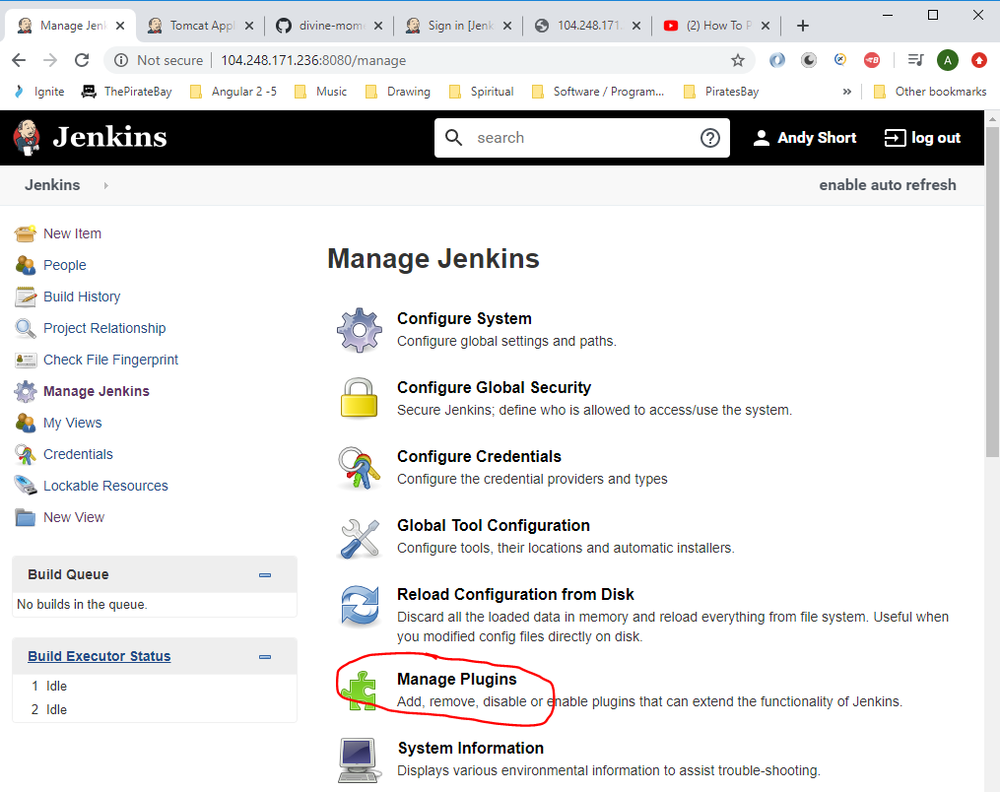 Manage Jenk
Tomcat Appl
divine-mome
Sign in [Jenk
104.248.171.
(2) How To P
Not secure
104.248.171.236:8080/manage
A
Ignite
ThePirateBay
Angular 2 -5
Music
Drawing
Spiritual
Software / Program...
PiratesBay
»
Other bookmarks
Jenkins
search
Andy Short
log out
Jenkins
enable auto refresh
New Item
People
Build History
Project Relationship
Check File Fingerprint
Manage Jenkins
My Views
Credentials
Lockable Resources
New View
Build Queue
No builds in the queue.
Build Executor Status
1 Idle
2 Idle
Manage Jenkins
Configure System
Configure global settings and paths.
Configure Global Security
Secure Jenkins; define who is allowed to access/use the system.
Configure Credentials
Configure the credential providers and types
Global Tool Configuration
Configure tools, their locations and automatic installers.
Reload Configuration from Disk
Discard all the loaded data in memory and reload everything from file system. Useful when
you modified config files directly on disk.
Manage Plugins
Add, remove, disable or enable plugins that can extend the functionality of Jenkins.
System Information
Displays various environmental information to assist trouble-shooting.